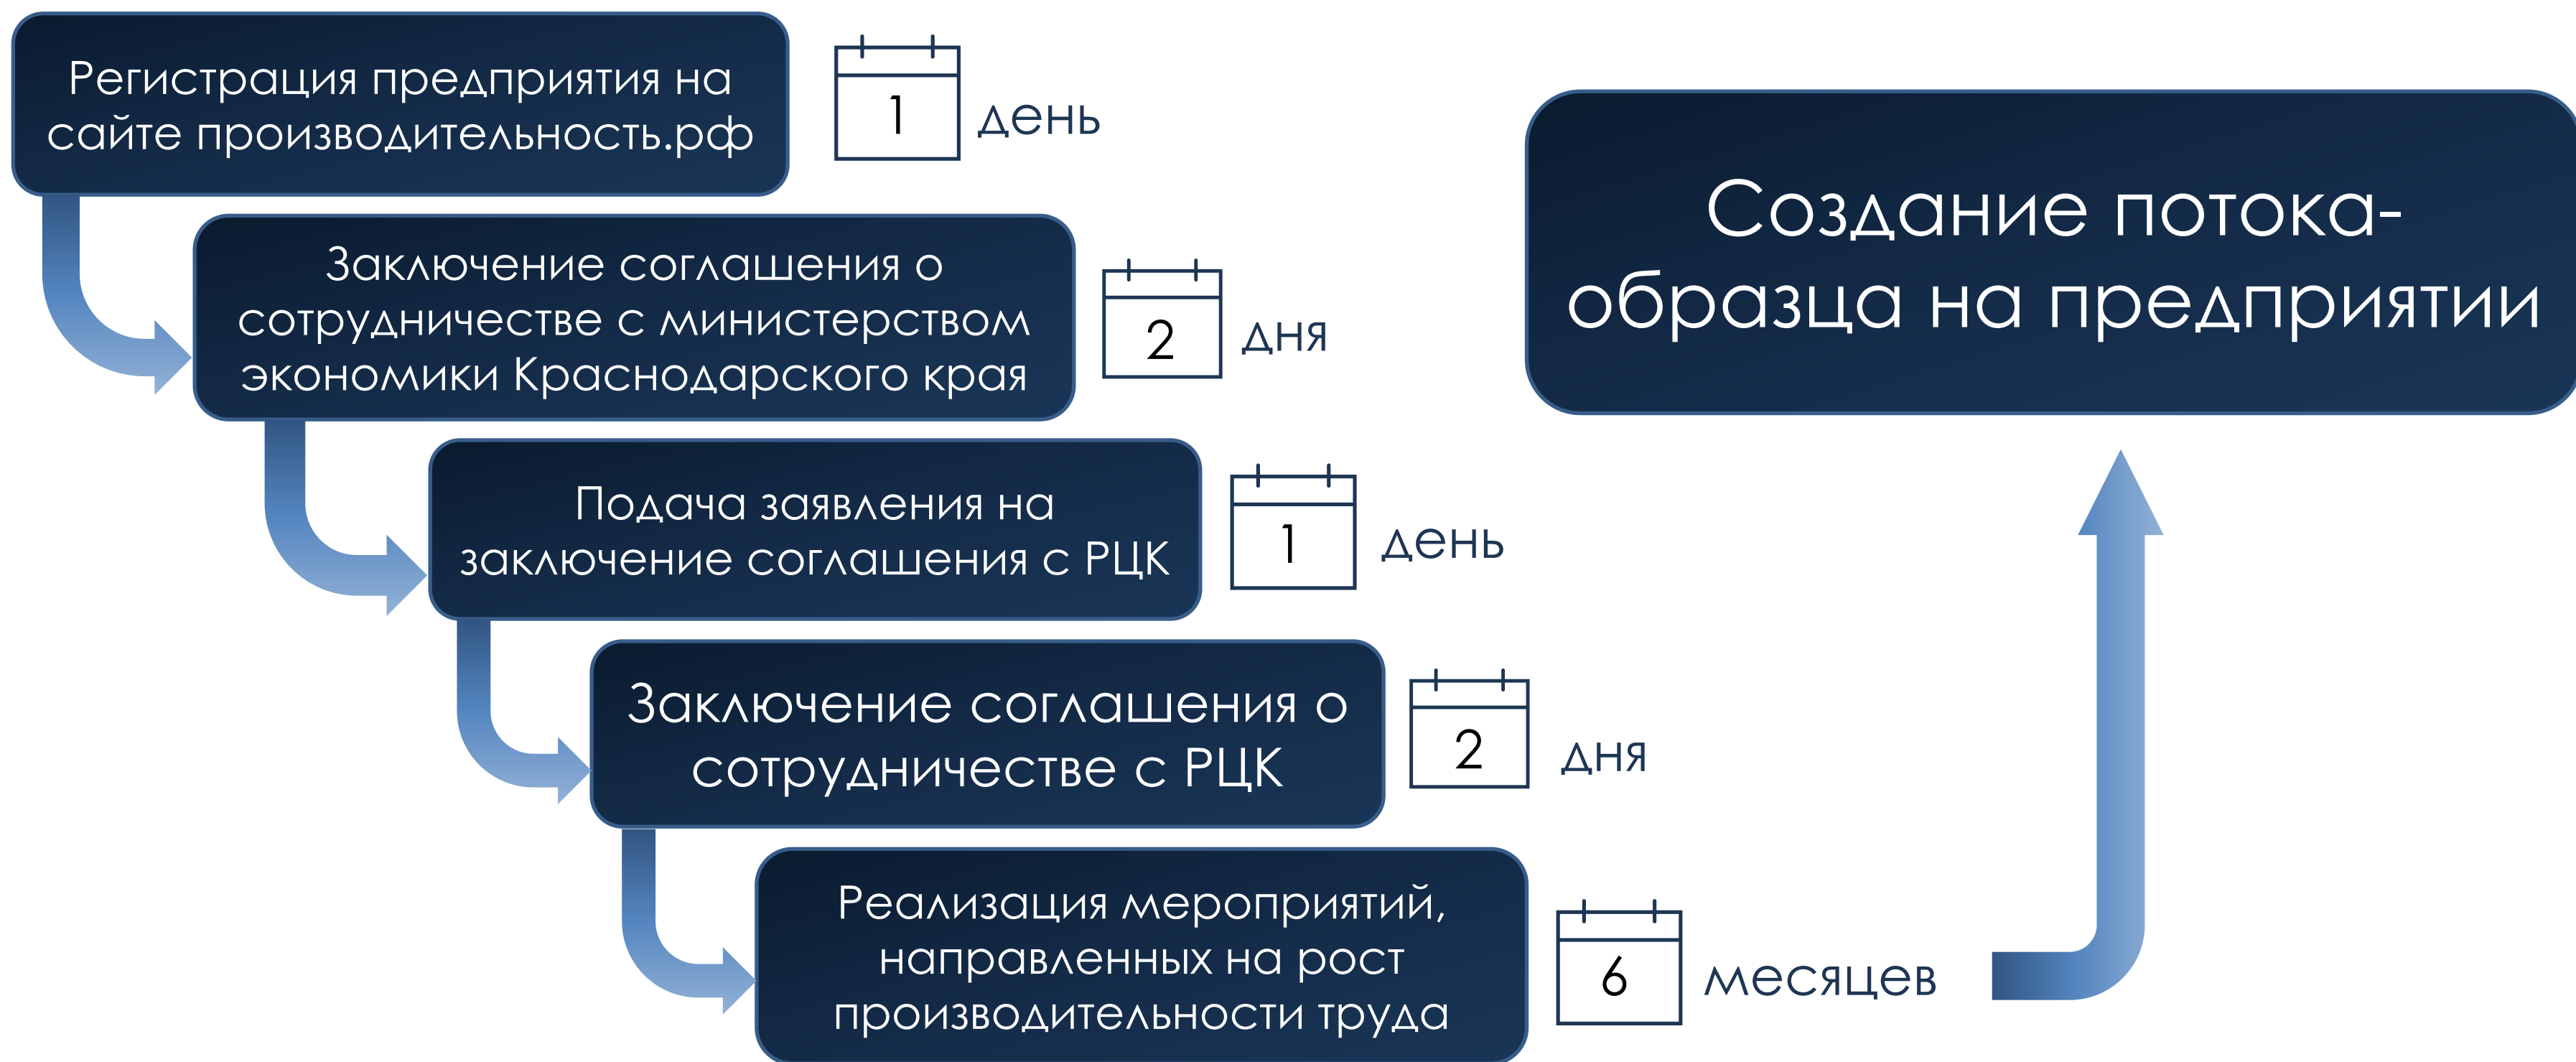 Регистрация предприятия на
сайте производительность.рф
1
день
Заключение соглашения о
сотрудничестве с министерством
экономики Краснодарского края
2
дня
Подача заявления на
заключение соглашения с РЦК
1
день
Заключение соглашения о
сотрудничестве с РЦК
2
дня
Реализация мероприятий,
направленных на рост
производительности труда
6
месяцев
Создание потока-
образца на предприятии